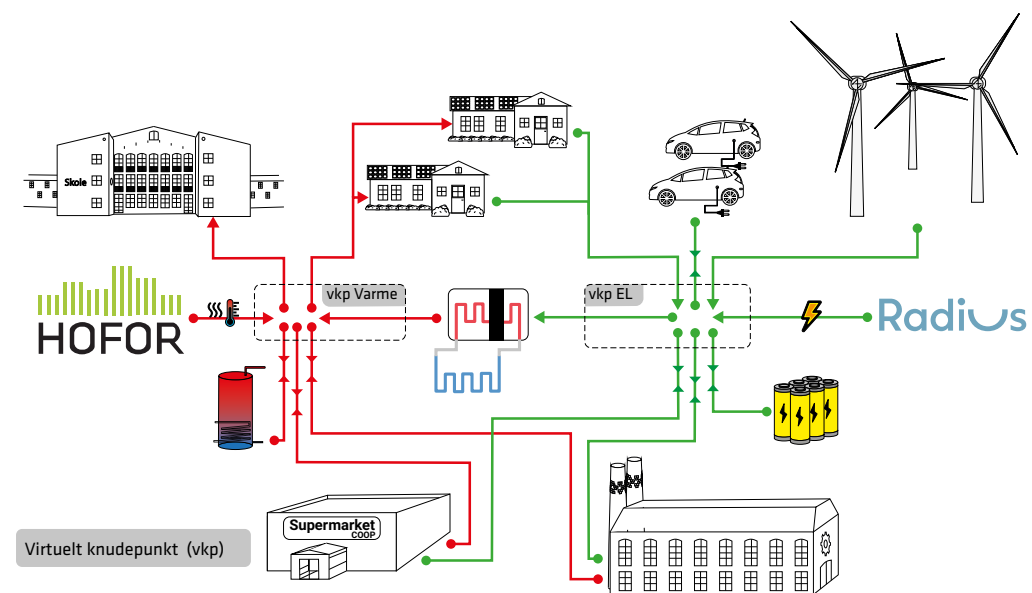 Skole
HOFOR
vkp Varme
vkp EL
Radius
Supermarket
COOP
Virtuelt knudepunkt (vkp)